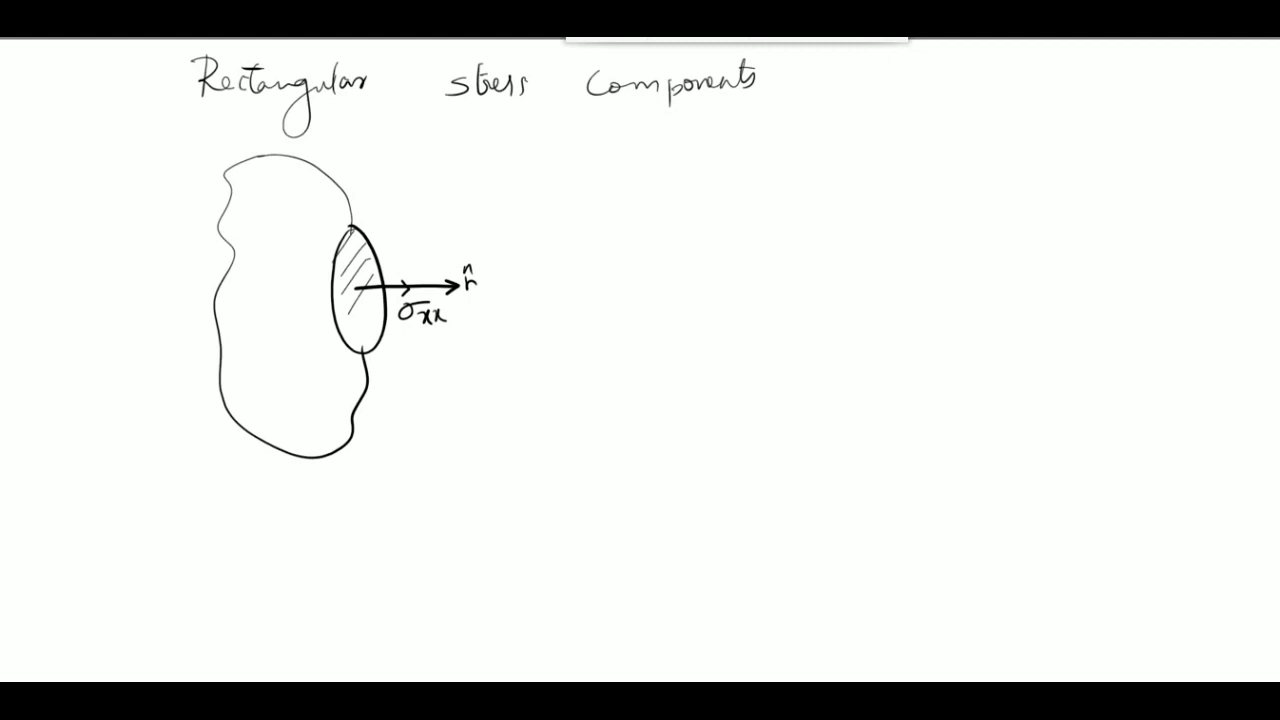 Rectangular stress components
n̂
σxx